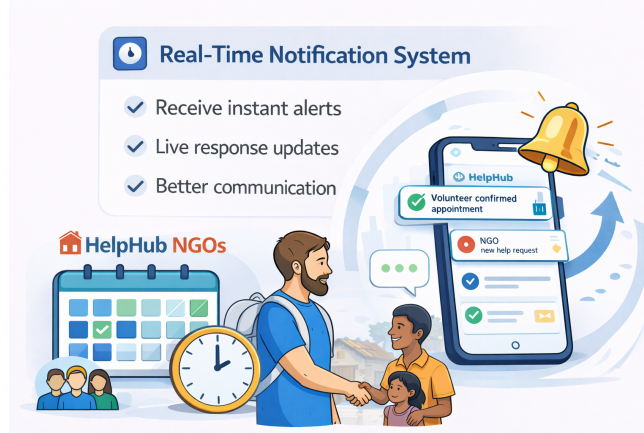 Real-Time Notification System
Receive instant alerts
Live response updates
Better communication
HelpHub
Volunteer confirmed
appointment
NGO
new help request
HelpHub NGOs